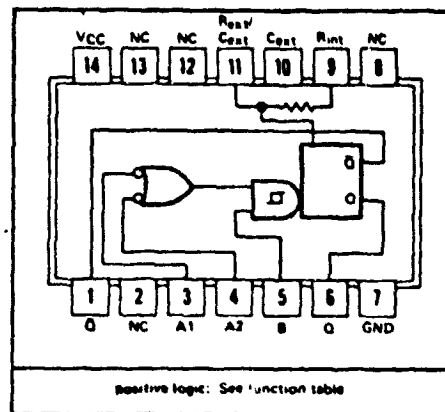 Rext/
VCC NC NC Cext Cext Rint NC
14 13 12 11 10 9 8
Q̅
Q
1 2 3 4 5 6 7
Q̅ NC A1 A2 B Q GND
positive logic: See function table